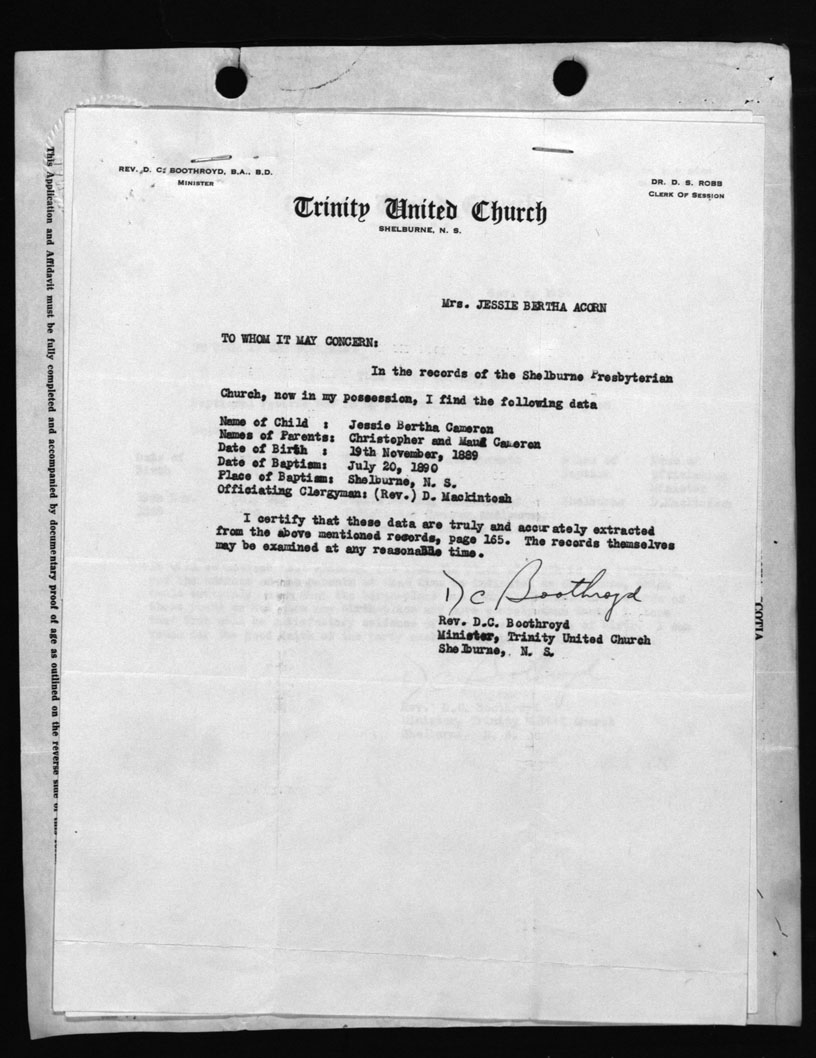 REV. D. C. BOOTHROYD, B.A., B.D.
MINISTER
DR. D. S. ROBB
CLERK OF SESSION
Trinity United Church
SHELBURNE, N. S.
Mrs. JESSIE BERTHA ACORN
TO WHOM IT MAY CONCERN:
In the records of the Shelburne Presbyterian
Church, now in my possession, I find the following data
Name of Child : Jessie Bertha Cameron
Names of Parents: Christopher and Maud Cameron
Date of Birth : 19th November, 1889
Date of Baptism: July 20, 1890
Place of Baptism: Shelburne, N. S.
Officiating Clergyman: (Rev.) D. Mackintosh
I certify that these data are truly and accurately extracted
from the above mentioned records, page 165. The records themselves
may be examined at any reasonable time.
D C Boothroyd
Rev. D.C. Boothroyd
Minister, Trinity United Church
Shelburne, N. S.
This Application and Affidavit must be fully completed and accompanied by documentary proof of age as outlined on the reverse side of